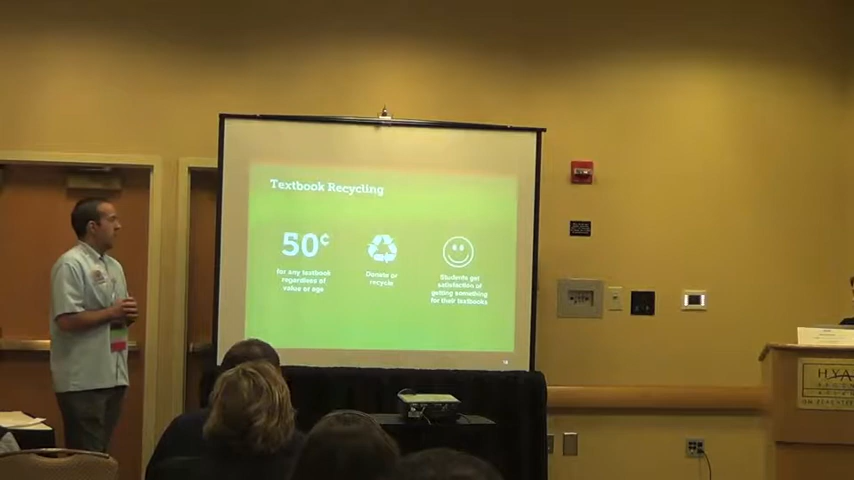 Textbook Recycling
50¢
for any textbook
regardless of
value or age
Donate or
recycle
Students get
satisfaction of
getting something
for their textbooks
HYA